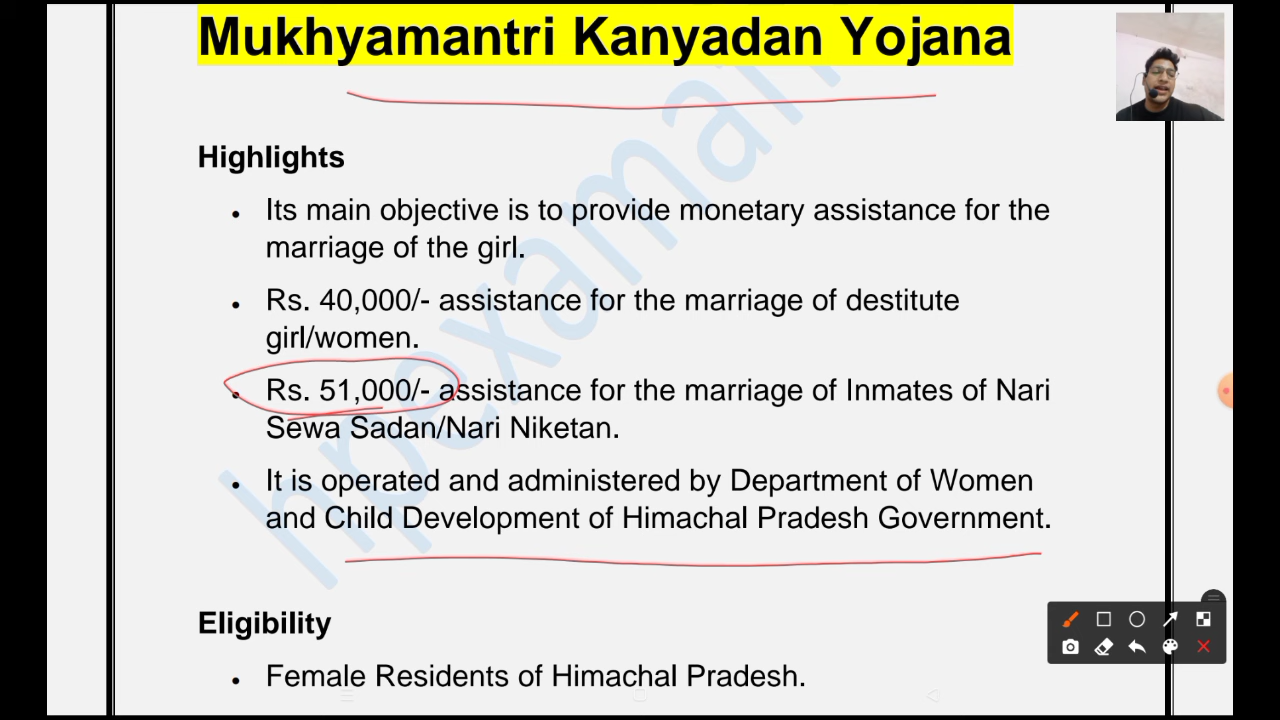 Mukhyamantri Kanyadan Yojana
Highlights
• Its main objective is to provide monetary assistance for the
marriage of the girl.
• Rs. 40,000/- assistance for the marriage of destitute
girl/women.
• Rs. 51,000/- assistance for the marriage of Inmates of Nari
Sewa Sadan/Nari Niketan.
• It is operated and administered by Department of Women
and Child Development of Himachal Pradesh Government.
Eligibility
• Female Residents of Himachal Pradesh.
hpexaman